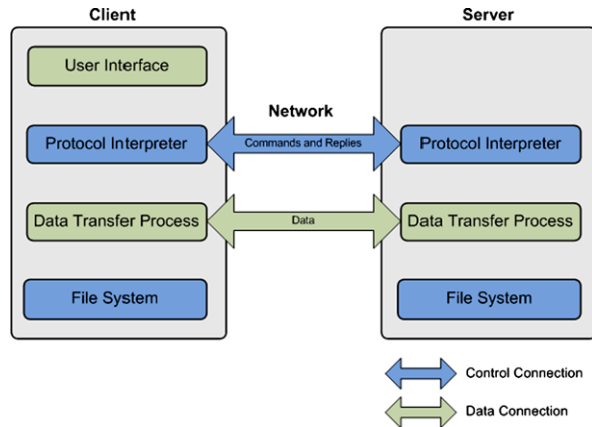 Client
Server
User Interface
Network
Protocol Interpreter
Commands and Replies
Protocol Interpreter
Data Transfer Process
Data
Data Transfer Process
File System
File System
Control Connection
Data Connection